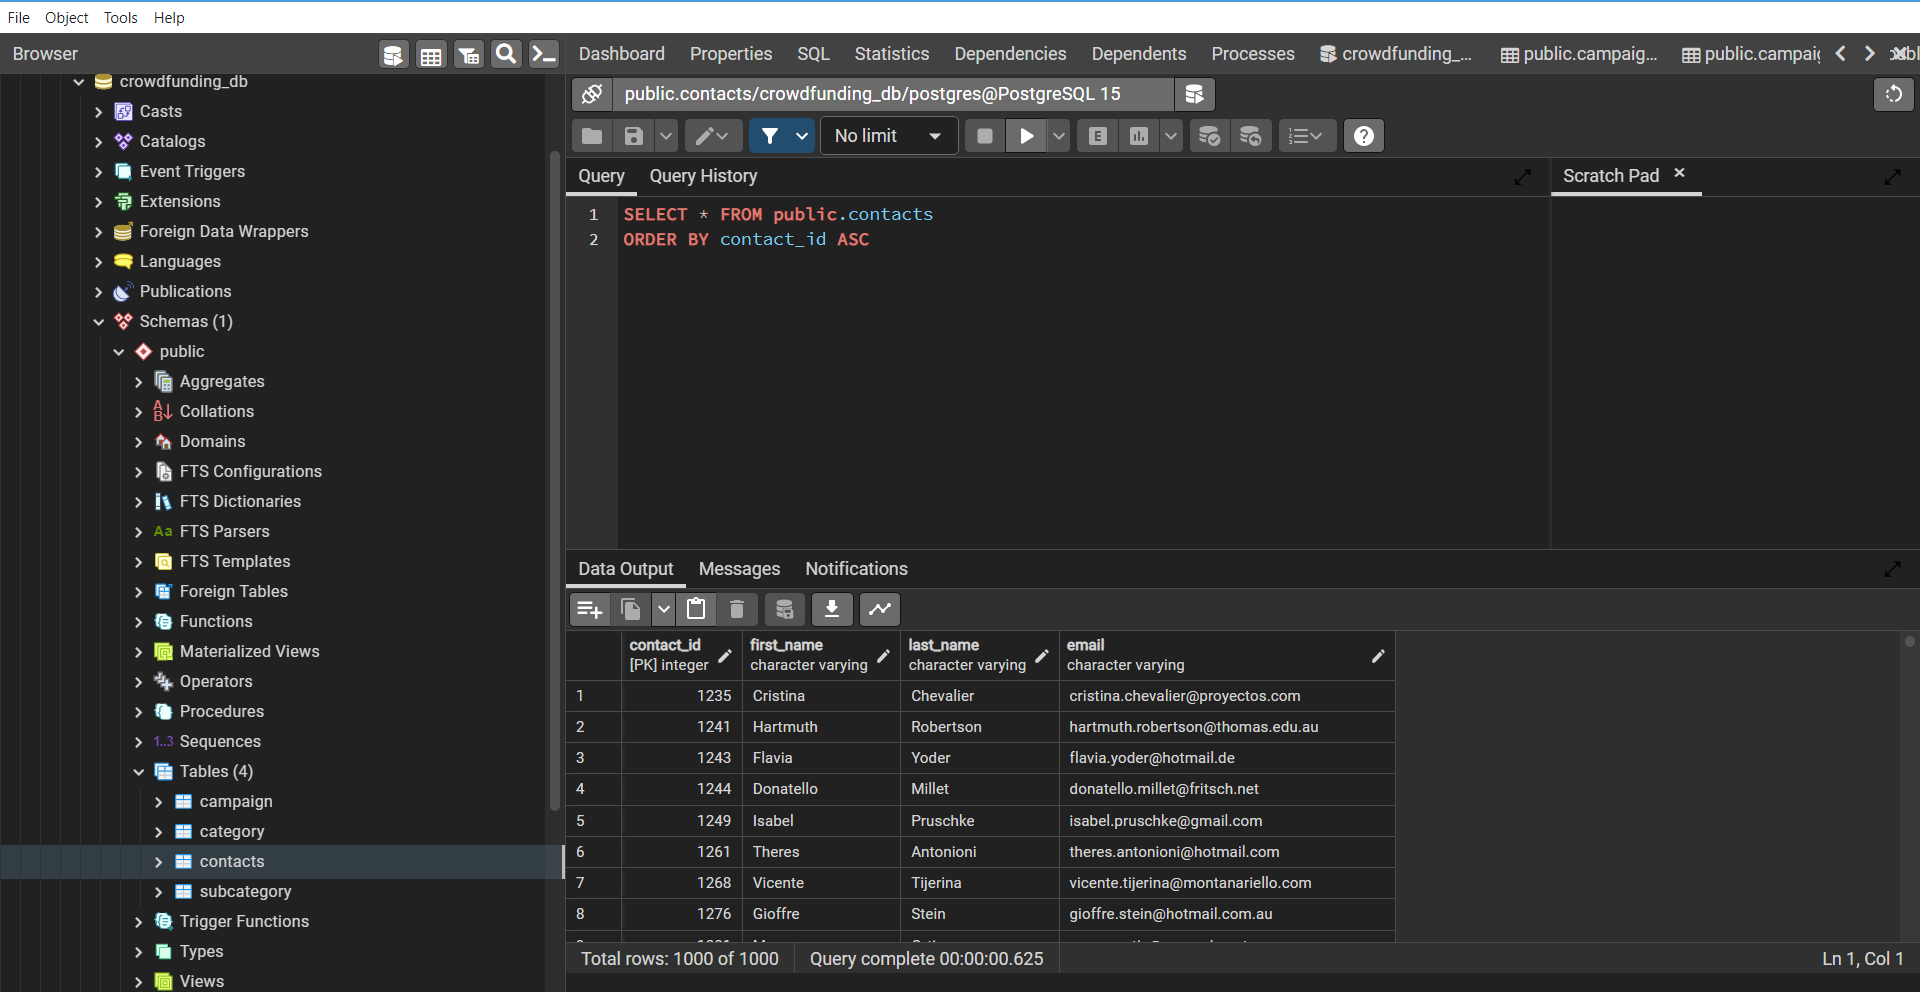 File Object Tools Help
Browser
crowdfunding_db
Casts
Catalogs
Event Triggers
Extensions
Foreign Data Wrappers
Languages
Publications
Schemas (1)
public
Aggregates
Collations
Domains
FTS Configurations
FTS Dictionaries
Aa FTS Parsers
FTS Templates
Foreign Tables
Functions
Materialized Views
Operators
Procedures
1..3 Sequences
Tables (4)
campaign
category
contacts
subcategory
Trigger Functions
Types
Views
Dashboard Properties SQL Statistics Dependencies Dependents Processes crowdfunding_... public.campaig... public.campaig
public.contacts/crowdfunding_db/postgres@PostgreSQL 15
No limit E ?
Query Query History
Scratch Pad
1 SELECT * FROM public.contacts
2 ORDER BY contact_id ASC
Data Output Messages Notifications
contact_id first_name last_name email
[PK] integer character varying character varying character varying
1 1235 Cristina Chevalier cristina.chevalier@proyectos.com
2 1241 Hartmuth Robertson hartmuth.robertson@thomas.edu.au
3 1243 Flavia Yoder flavia.yoder@hotmail.de
4 1244 Donatello Millet donatello.millet@fritsch.net
5 1249 Isabel Pruschke isabel.pruschke@gmail.com
6 1261 Theres Antonioni theres.antonioni@hotmail.com
7 1268 Vicente Tijerina vicente.tijerina@montanariello.com
8 1276 Gioffre Stein gioffre.stein@hotmail.com.au
Total rows: 1000 of 1000 Query complete 00:00:00.625 Ln 1, Col 1